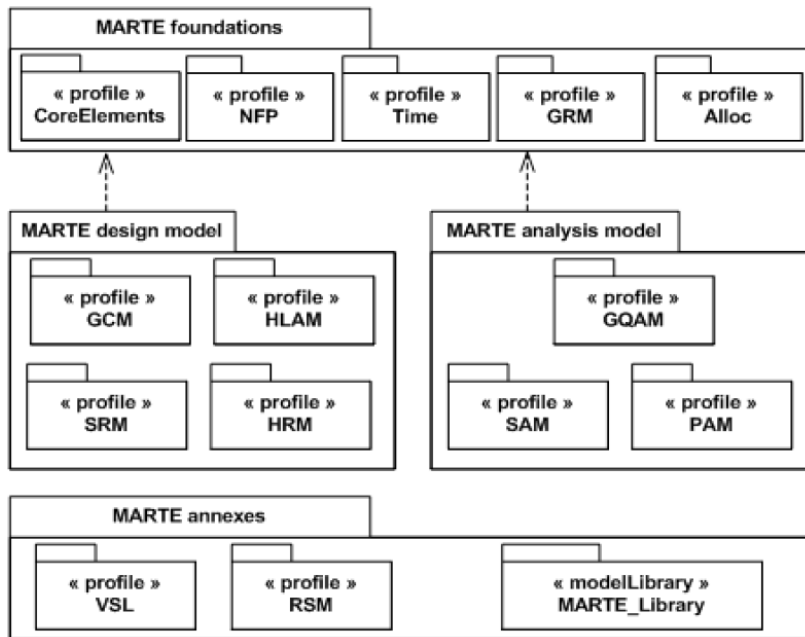 MARTE foundations
« profile »
CoreElements
« profile »
NFP
« profile »
Time
« profile »
GRM
« profile »
Alloc
MARTE design model
« profile »
GCM
« profile »
HLAM
« profile »
SRM
« profile »
HRM
MARTE analysis model
« profile »
GQAM
« profile »
SAM
« profile »
PAM
MARTE annexes
« profile »
VSL
« profile »
RSM
« modelLibrary »
MARTE_Library